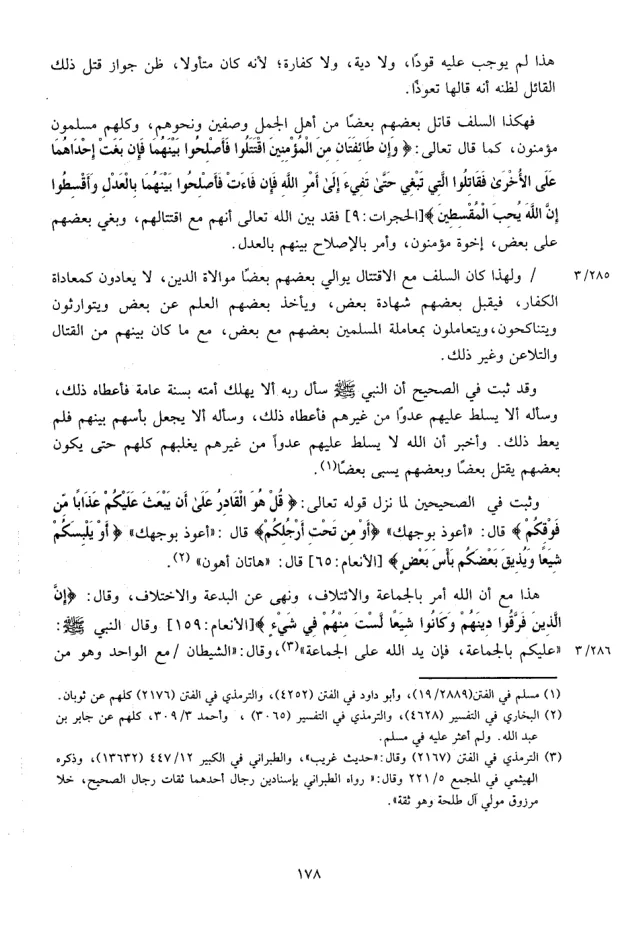 هذا لم يوجب عليه قودًا، ولا دية، ولا كفارة؛ لأنه كان متأولا، ظن جواز قتل ذلك
القائل لظنه أنه قالها تعوذًا.
فهكذا السلف قاتل بعضهم بعضًا من أهل الجمل وصفين ونحوهم، وكلهم مسلمون
مؤمنون، كما قال تعالى: ﴿ وَإِن طَائِفَتَانِ مِنَ الْمُؤْمِنِينَ اقْتَتَلُوا فَأَصْلِحُوا بَيْنَهُمَا فَإِن بَغَتْ إِحْدَاهُمَا
عَلَى الأُخْرَىٰ فَقَاتِلُوا الَّتِي تَبْغِي حَتَّىٰ تَفِيءَ إِلَىٰ أَمْرِ اللَّهِ فَإِن فَاءَتْ فَأَصْلِحُوا بَيْنَهُمَا بِالْعَدْلِ وَأَقْسِطُوا
إِنَّ اللَّهَ يُحِبُّ الْمُقْسِطِينَ ﴾[الحجرات: ٩] فقد بين الله تعالى أنهم مع اقتتالهم، وبغي بعضهم
على بعض، إخوة مؤمنون، وأمر بالإصلاح بينهم بالعدل.
٣/٢٨٥ / ولهذا كان السلف مع الاقتتال يوالي بعضهم بعضًا موالاة الدين، لا يعادون كمعاداة
الكفار، فيقبل بعضهم شهادة بعض، ويأخذ بعضهم العلم عن بعض ويتوارثون
ويتناكحون،ويتعاملون بمعاملة المسلمين بعضهم مع بعض، مع ما كان بينهم من القتال
والتلاعن وغير ذلك.
وقد ثبت في الصحيح أن النبي ﷺ سأل ربه ألا يهلك أمته بسنة عامة فأعطاه ذلك،
وسأله ألا يسلط عليهم عدوًا من غيرهم فأعطاه ذلك، وسأله ألا يجعل بأسهم بينهم فلم
يعط ذلك. وأخبر أن الله لا يسلط عليهم عدواً من غيرهم يغلبهم كلهم حتى يكون
بعضهم يقتل بعضًا وبعضهم يسبى بعضًا(١).
وثبت في الصحيحين لما نزل قوله تعالى:﴿ قُلْ هُوَ الْقَادِرُ عَلَىٰ أَن يَبْعَثَ عَلَيْكُمْ عَذَابًا مِّن
فَوْقِكُمْ ﴾ قال: «أعوذ بوجهك» ﴿أَوْ مِن تَحْتِ أَرْجُلِكُمْ﴾ قال :«أعوذ بوجهك» ﴿ أَوْ يَلْبِسَكُمْ
شِيَعًا وَيُذِيقَ بَعْضَكُم بَأْسَ بَعْضٍ ﴾ [الأنعام: ٦٥] قال: «هاتان أهون» (٢).
هذا مع أن الله أمر بالجماعة والائتلاف، ونهى عن البدعة والاختلاف، وقال: ﴿إِنَّ
الَّذِينَ فَرَّقُوا دِينَهُمْ وَكَانُوا شِيَعًا لَّسْتَ مِنْهُمْ فِي شَيْءٍ ﴾[الأنعام: ١٥٩] وقال النبي ﷺ:
٣/٢٨٦ «عليكم بالجماعة، فإن يد الله على الجماعة»(٣)،وقال: «الشيطان /مع الواحد وهو من
(١) مسلم في الفتن(١٩/٢٨٨٩)، وأبو داود في الفتن (٤٢٥٢)، والترمذي في الفتن (٢١٧٦) كلهم عن ثوبان.
(٢) البخاري في التفسير (٤٦٢٨)، والترمذي في التفسير (٣٠٦٥) ، وأحمد ٣٠٩/٣، كلهم عن جابر بن
عبد الله. ولم أعثر عليه في مسلم.
(٣) الترمذي في الفتن (٢١٦٧) وقال:«حديث غريب»، والطبراني في الكبير ٤٤٧/١٢ (١٣٦٣٢)، وذكره
الهيثمي في المجمع ٢٢١/٥ وقال:« رواه الطبراني بإسنادين رجال أحدهما ثقات رجال الصحيح، خلا
مرزوق مولي آل طلحة وهو ثقة».
١٧٨